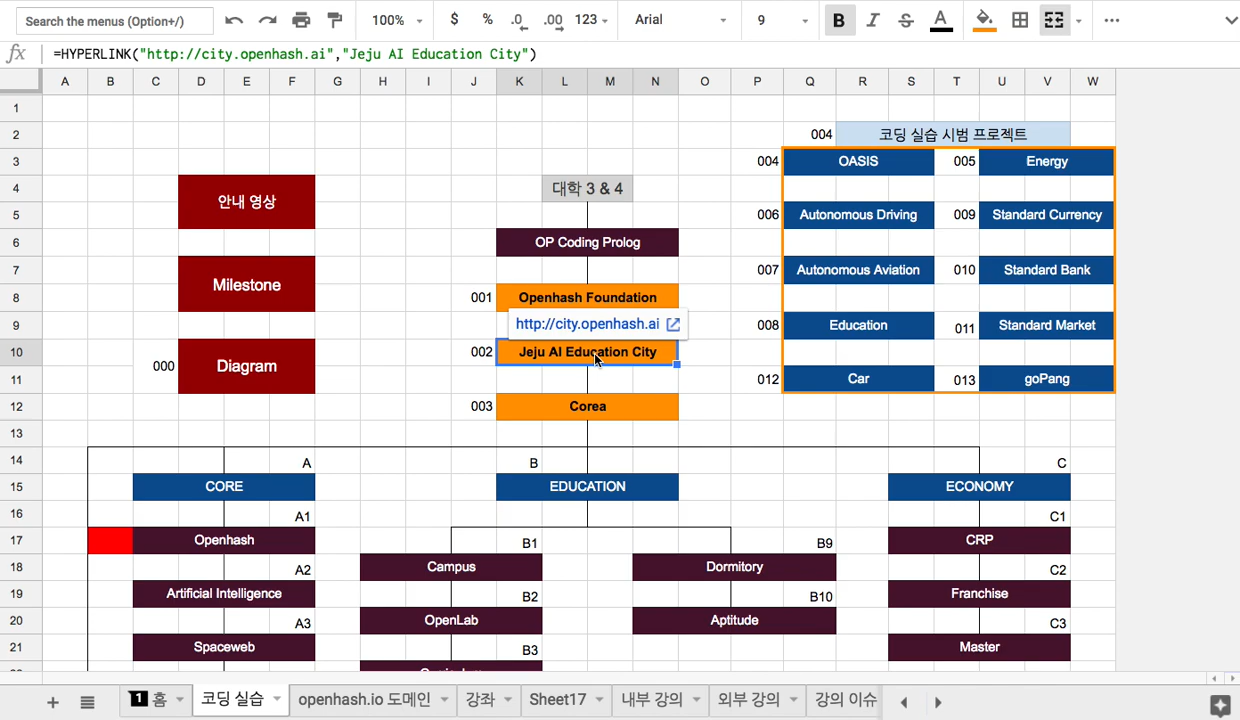 Search the menus (Option+/)
100%
$ % .0 .00 123
Arial
9
B I S A
fx =HYPERLINK("http://city.openhash.ai","Jeju AI Education City")
A B C D E F G H I J K L M N O P Q R S T U V W
1
2 004 코딩 실습 시범 프로젝트
3 004 OASIS 005 Energy
4 안내 영상 대학 3 & 4
5 006 Autonomous Driving 009 Standard Currency
6 OP Coding Prolog
7 Milestone 007 Autonomous Aviation 010 Standard Bank
8 001 Openhash Foundation
9 http://city.openhash.ai 008 Education 011 Standard Market
10 002 Jeju AI Education City
11 000 Diagram 012 Car 013 goPang
12 003 Corea
13
14 A B C
15 CORE EDUCATION ECONOMY
16 A1 C1
17 Openhash B1 B9 CRP
18 A2 Campus Dormitory C2
19 Artificial Intelligence B2 B10 Franchise
20 A3 OpenLab Aptitude C3
21 Spaceweb B3 Master
1 홈 코딩 실습 openhash.io 도메인 강좌 Sheet17 내부 강의 외부 강의 강의 이슈